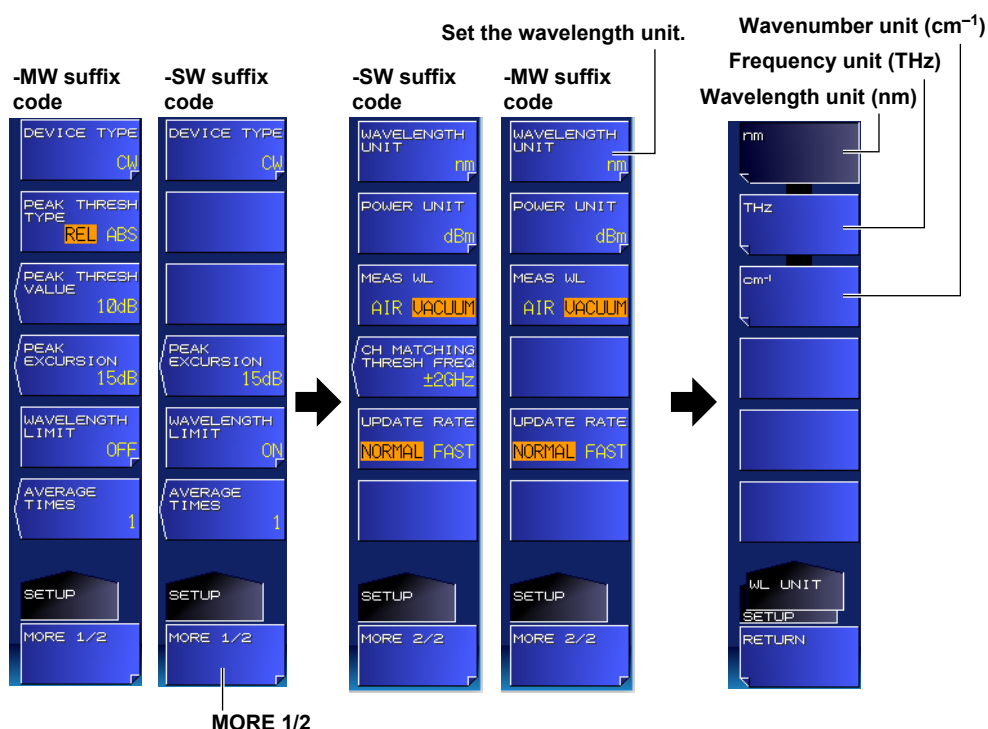 Set the wavelength unit.
Wavenumber unit (cm⁻¹)
Frequency unit (THz)
Wavelength unit (nm)
-MW suffix
code
DEVICE TYPE
CW
PEAK THRESH
TYPE
REL ABS
PEAK THRESH
VALUE
10dB
PEAK
EXCURSION
15dB
WAVELENGTH
LIMIT
OFF
AVERAGE
TIMES
1
SETUP
MORE 1/2
-SW suffix
code
DEVICE TYPE
CW
PEAK
EXCURSION
15dB
WAVELENGTH
LIMIT
ON
AVERAGE
TIMES
1
SETUP
MORE 1/2
MORE 1/2
-SW suffix
code
WAVELENGTH
UNIT
nm
POWER UNIT
dBm
MEAS WL
AIR VACUUM
CH MATCHING
THRESH FREQ
±2GHz
UPDATE RATE
NORMAL FAST
SETUP
MORE 2/2
-MW suffix
code
WAVELENGTH
UNIT
nm
POWER UNIT
dBm
MEAS WL
AIR VACUUM
UPDATE RATE
NORMAL FAST
SETUP
MORE 2/2
nm
THz
cm⁻¹
WL UNIT
SETUP
RETURN